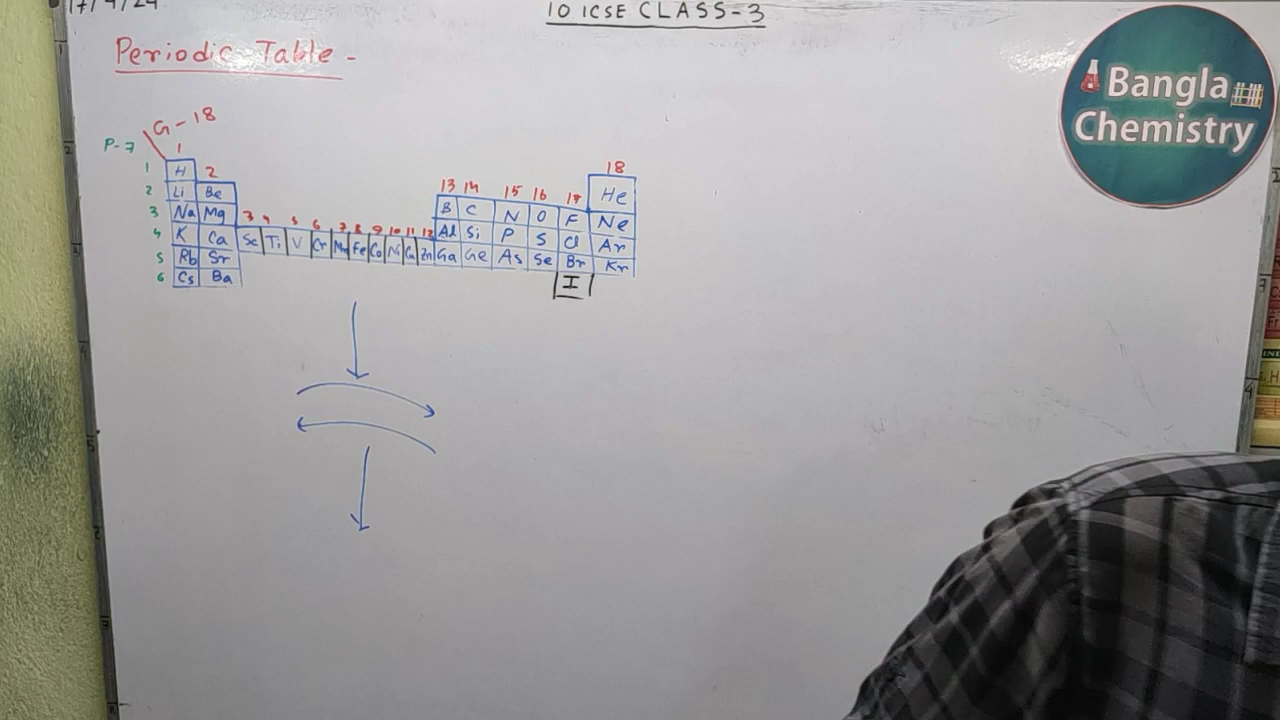 17/4/24
10 ICSE CLASS-3
Bangla
Chemistry
Periodic Table -
G-18
P-7
1 18
1 H 2 13 14 15 16 17 He
2 Li Be B C N O F Ne
3 Na Mg 3 4 5 6 7 8 9 10 11 12 Al Si P S Cl Ar
4 K Ca Sc Ti V Cr Mn Fe Co Ni Cu Zn Ga Ge As Se Br Kr
5 Rb Sr I
6 Cs Ba